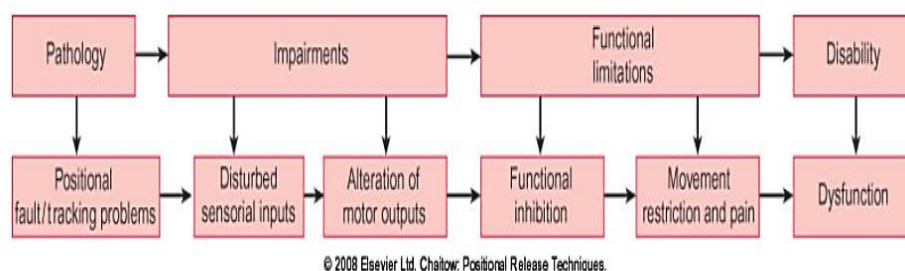 Pathology
Impairments
Functional
limitations
Disability
Positional
fault/tracking problems
Disturbed
sensorial inputs
Alteration of
motor outputs
Functional
inhibition
Movement
restriction and pain
Dysfunction
© 2008 Elsevier Ltd. Chaitow: Positional Release Techniques.